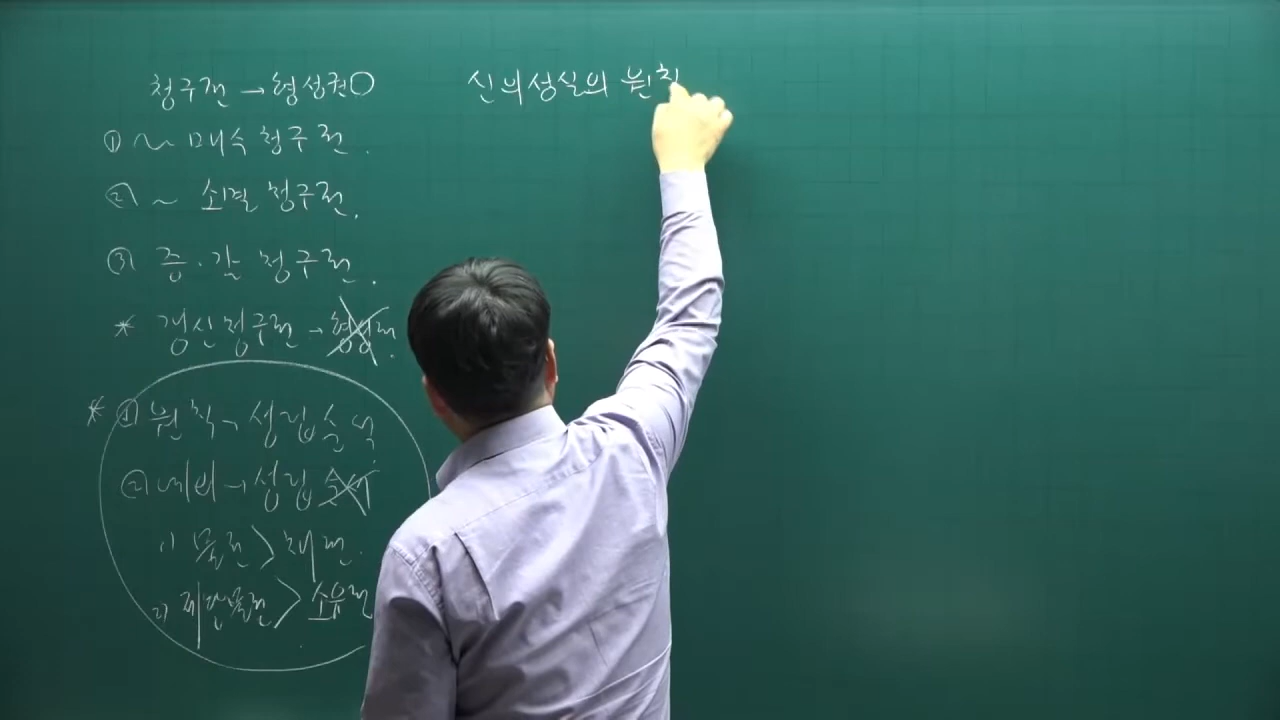 청구권 → 형성권○
① ~ 매수청구권.
② ~ 소멸청구권.
③ 증·감 청구권.
* 갱신청구권 → 형성권.
* ① 원칙 → 성립순서
② 예외 → 성립순서
1) 물권 > 채권.
2) 제한물권 > 소유권
신의성실의 원칙